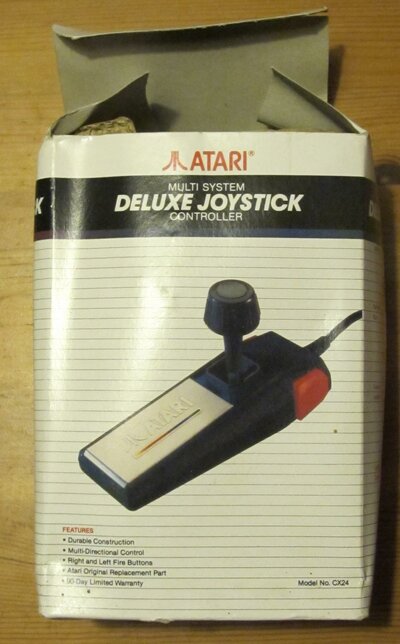 ATARI®
MULTI SYSTEM
DELUXE JOYSTICK
CONTROLLER
K
D
ATARI
FEATURES
• Durable Construction
• Multi-Directional Control
• Right and Left Fire Buttons
• Atari Original Replacement Part
• 90-Day Limited Warranty
Model No. CX24